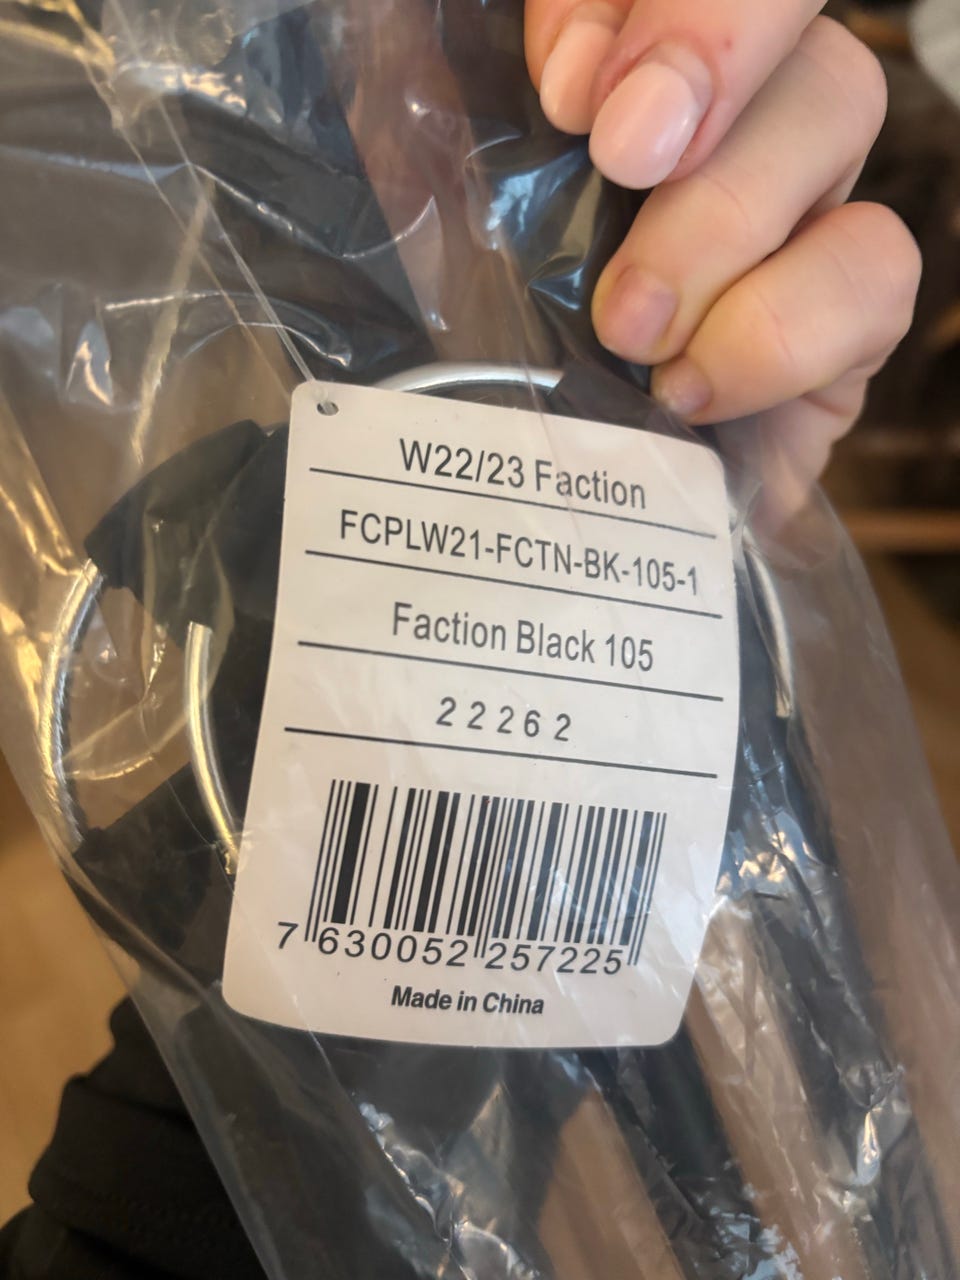 W22/23 Faction
FCPLW21-FCTN-BK-105-1
Faction Black 105
22262
7 630052 257225
Made in China